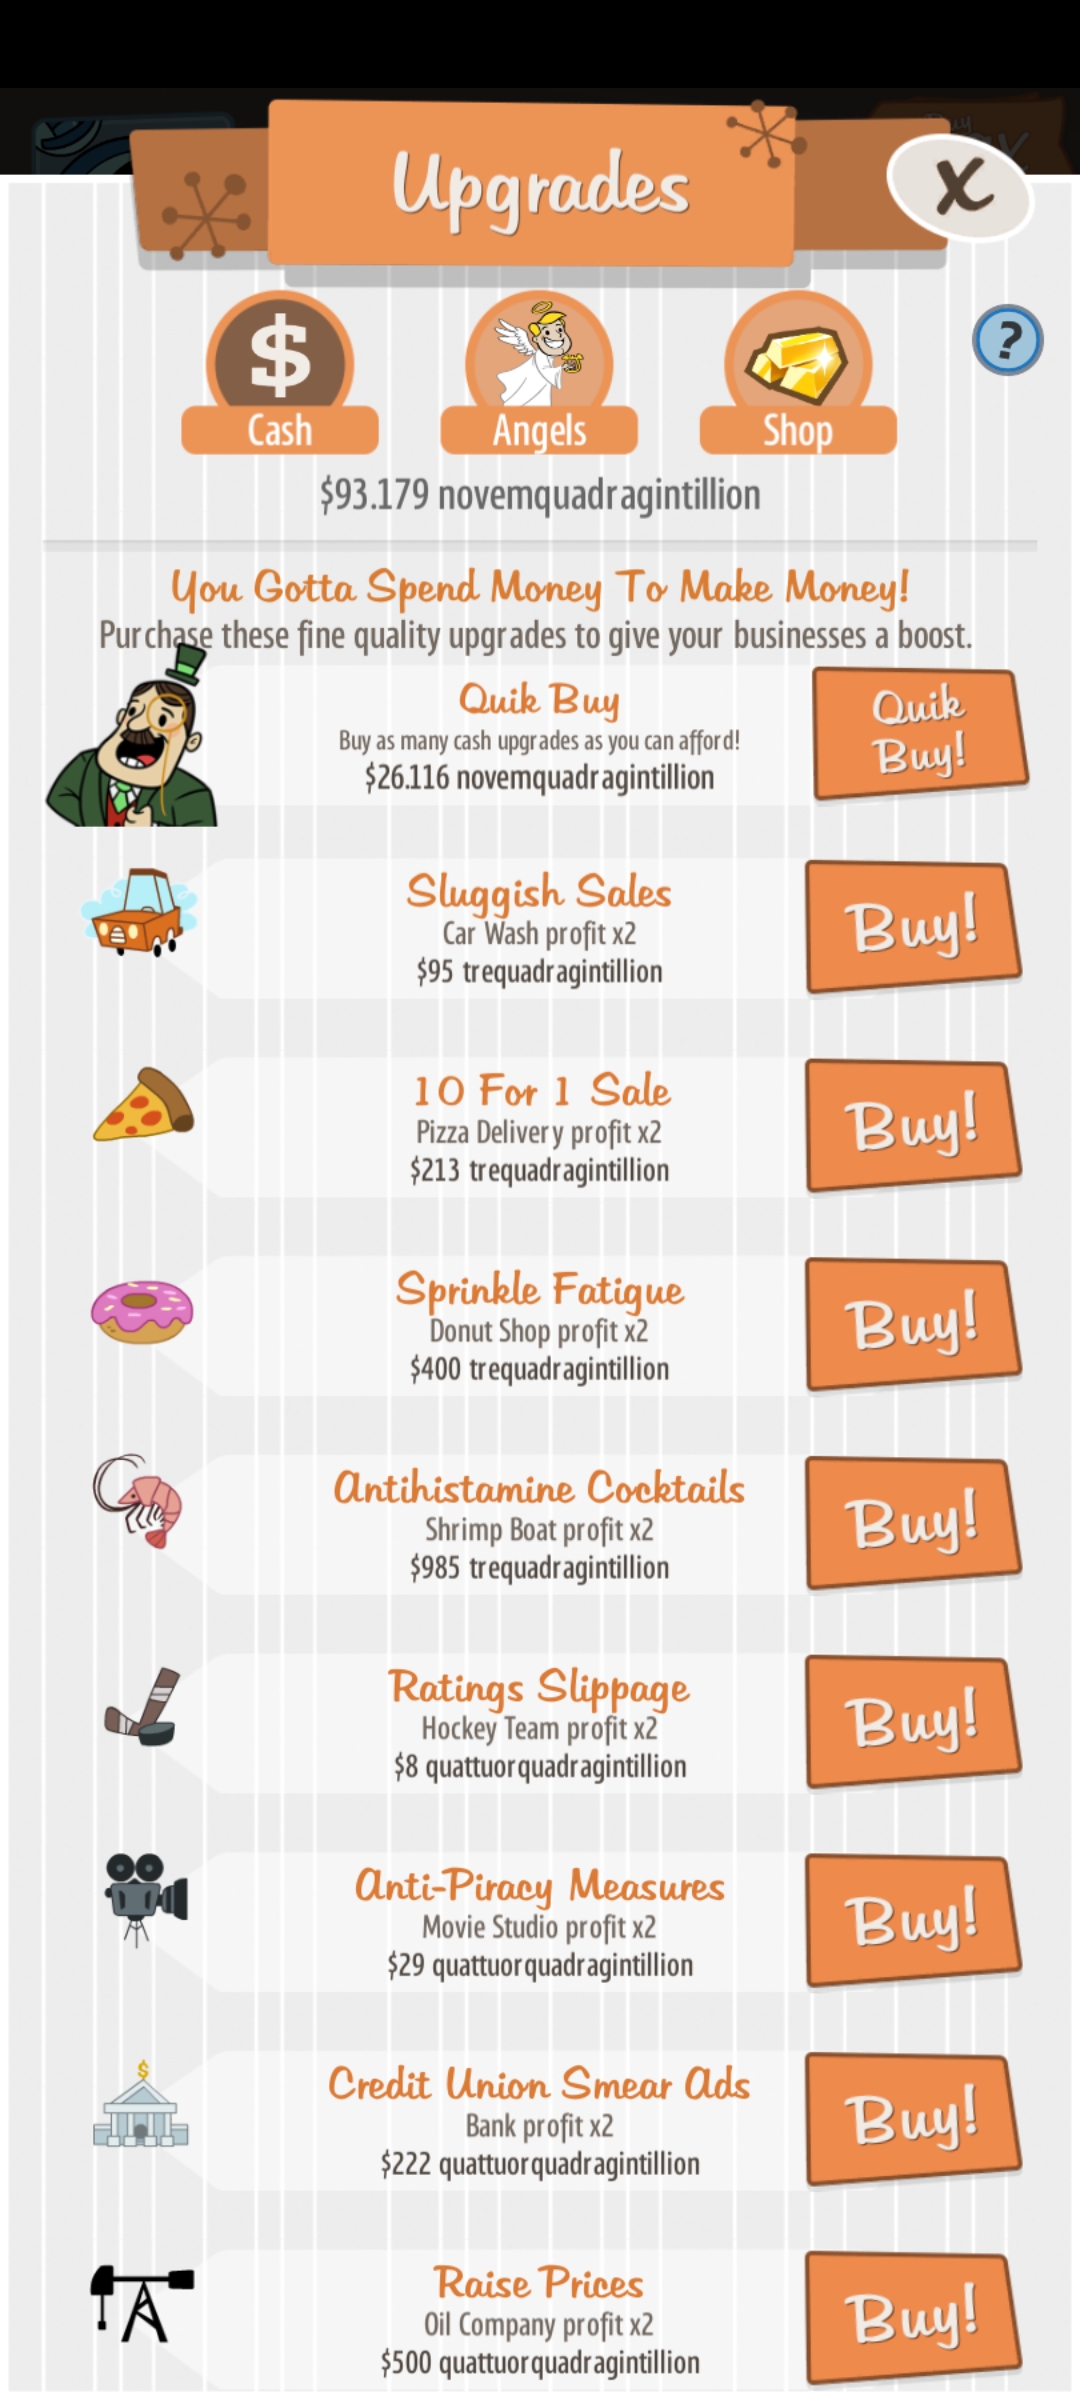 Upgrades
X
$
?
Cash
Angels
Shop
$93.179 novemquadragintillion
You Gotta Spend Money To Make Money!
Purchase these fine quality upgrades to give your businesses a boost.
Quik Buy
Buy as many cash upgrades as you can afford!
$26.116 novemquadragintillion
Quik
Buy!
Sluggish Sales
Car Wash profit x2
$95 trequadragintillion
Buy!
10 For 1 Sale
Pizza Delivery profit x2
$213 trequadragintillion
Buy!
Sprinkle Fatigue
Donut Shop profit x2
$400 trequadragintillion
Buy!
Antihistamine Cocktails
Shrimp Boat profit x2
$985 trequadragintillion
Buy!
Ratings Slippage
Hockey Team profit x2
$8 quattuorquadragintillion
Buy!
Anti-Piracy Measures
Movie Studio profit x2
$29 quattuorquadragintillion
Buy!
$
Credit Union Smear Ads
Bank profit x2
$222 quattuorquadragintillion
Buy!
Raise Prices
Oil Company profit x2
$500 quattuorquadragintillion
Buy!